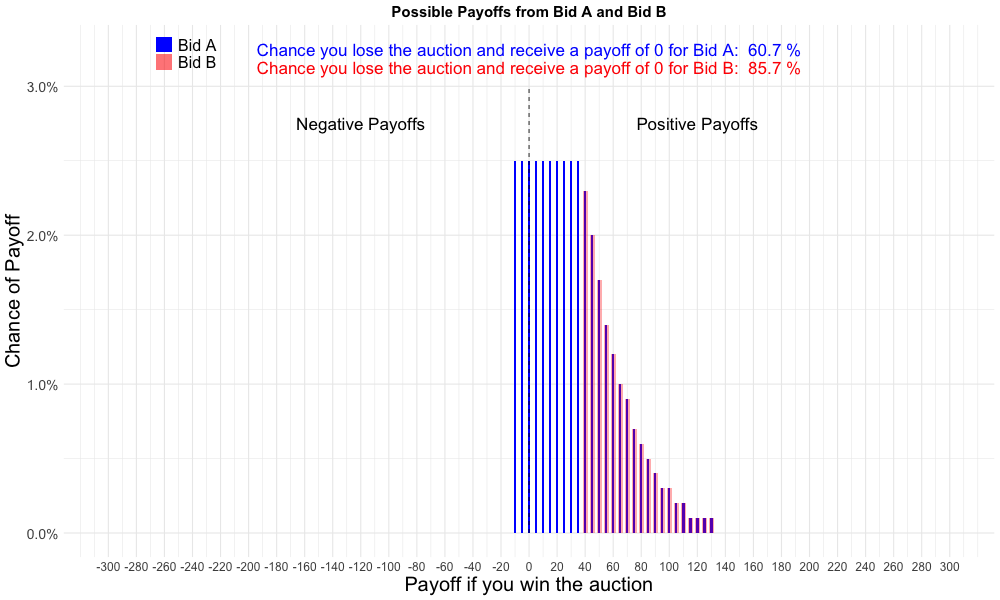 Possible Payoffs from Bid A and Bid B
Bid A
Bid B
Chance you lose the auction and receive a payoff of 0 for Bid A:  60.7 %
Chance you lose the auction and receive a payoff of 0 for Bid B:  85.7 %
Negative Payoffs
Positive Payoffs
Chance of Payoff
3.0%
2.0%
1.0%
0.0%
-300 -280 -260 -240 -220 -200 -180 -160 -140 -120 -100 -80 -60 -40 -20 0 20 40 60 80 100 120 140 160 180 200 220 240 260 280 300
Payoff if you win the auction